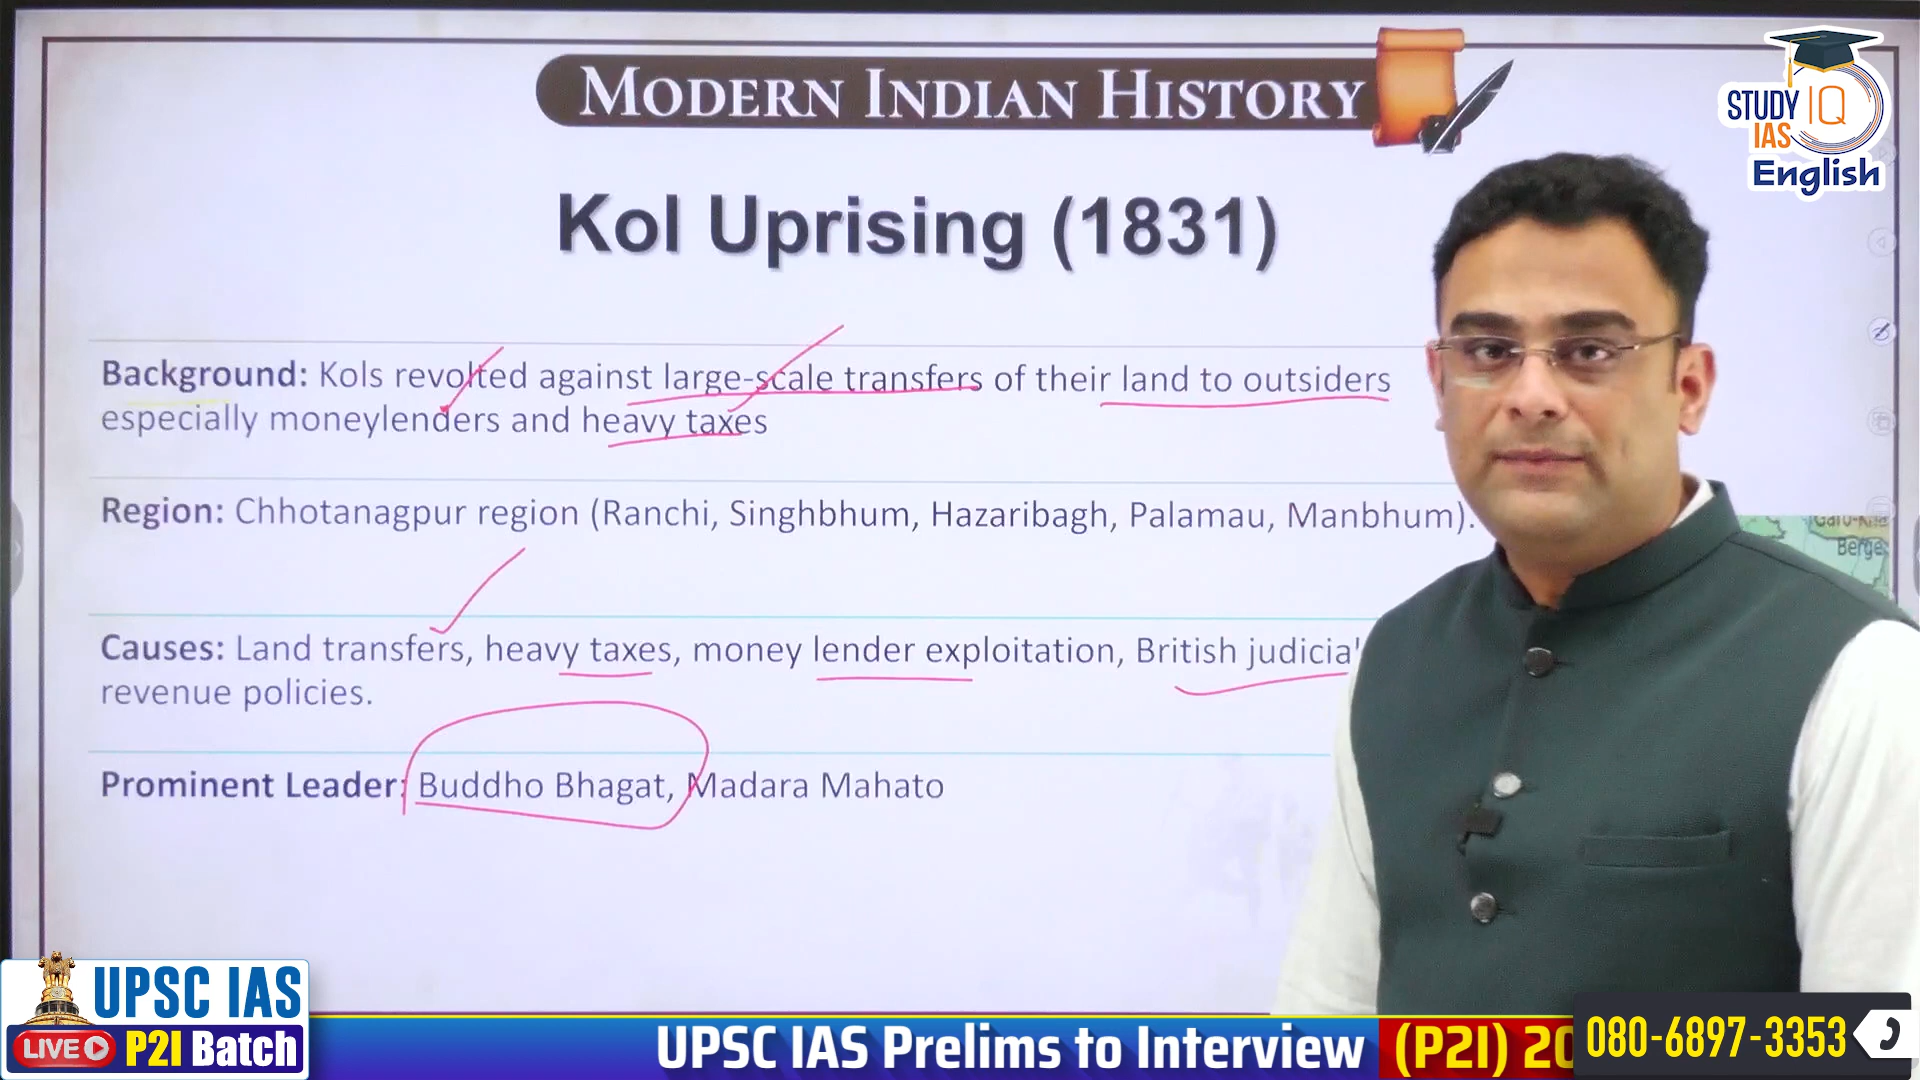 MODERN INDIAN HISTORY
STUDY IQ
IAS
English
Kol Uprising (1831)
Background: Kols revolted against large-scale transfers of their land to outsiders
especially moneylenders and heavy taxes
Region: Chhotanagpur region (Ranchi, Singhbhum, Hazaribagh, Palamau, Manbhum).
Berge
Causes: Land transfers, heavy taxes, money lender exploitation, British judicial
revenue policies.
Prominent Leader: Buddho Bhagat, Madara Mahato
UPSC IAS
LIVE P2I Batch
UPSC IAS Prelims to Interview (P2I) 20
080-6897-3353